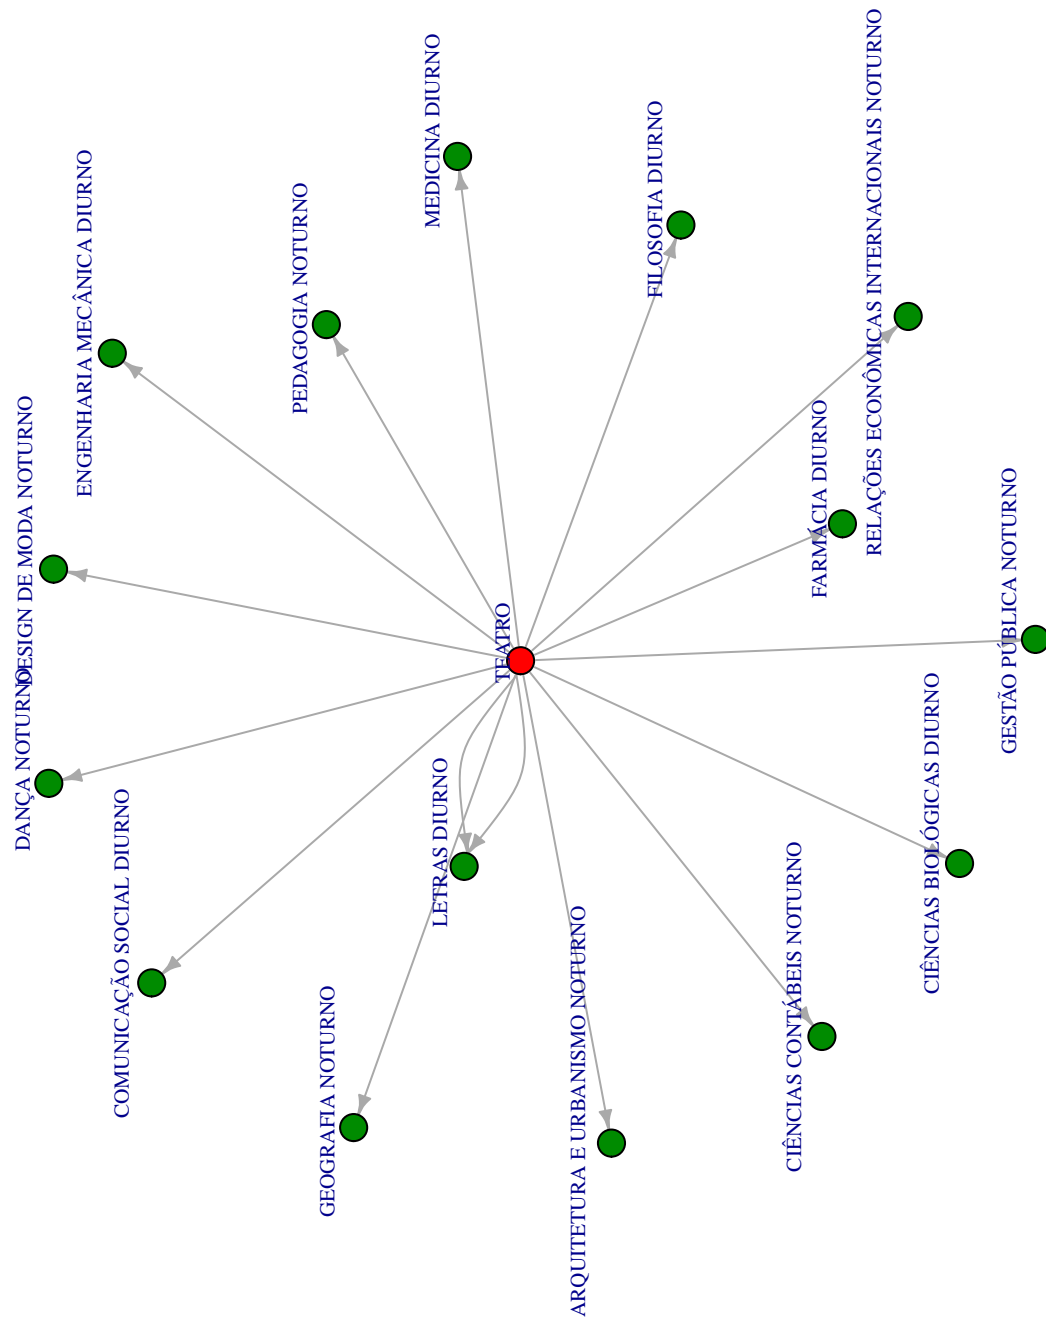 MEDICINA DIURNO
FILOSOFIA DIURNO
RELAÇÕES ECONÔMICAS INTERNACIONAIS NOTURNO
ENGENHARIA MECÂNICA DIURNO
PEDAGOGIA NOTURNO
FARMÁCIA DIURNO
DESIGN DE MODA NOTURNO
GESTÃO PÚBLICA NOTURNO
TEATRO
DANÇA NOTURNO
CIÊNCIAS BIOLÓGICAS DIURNO
LETRAS DIURNO
COMUNICAÇÃO SOCIAL DIURNO
CIÊNCIAS CONTÁBEIS NOTURNO
GEOGRAFIA NOTURNO
ARQUITETURA E URBANISMO NOTURNO